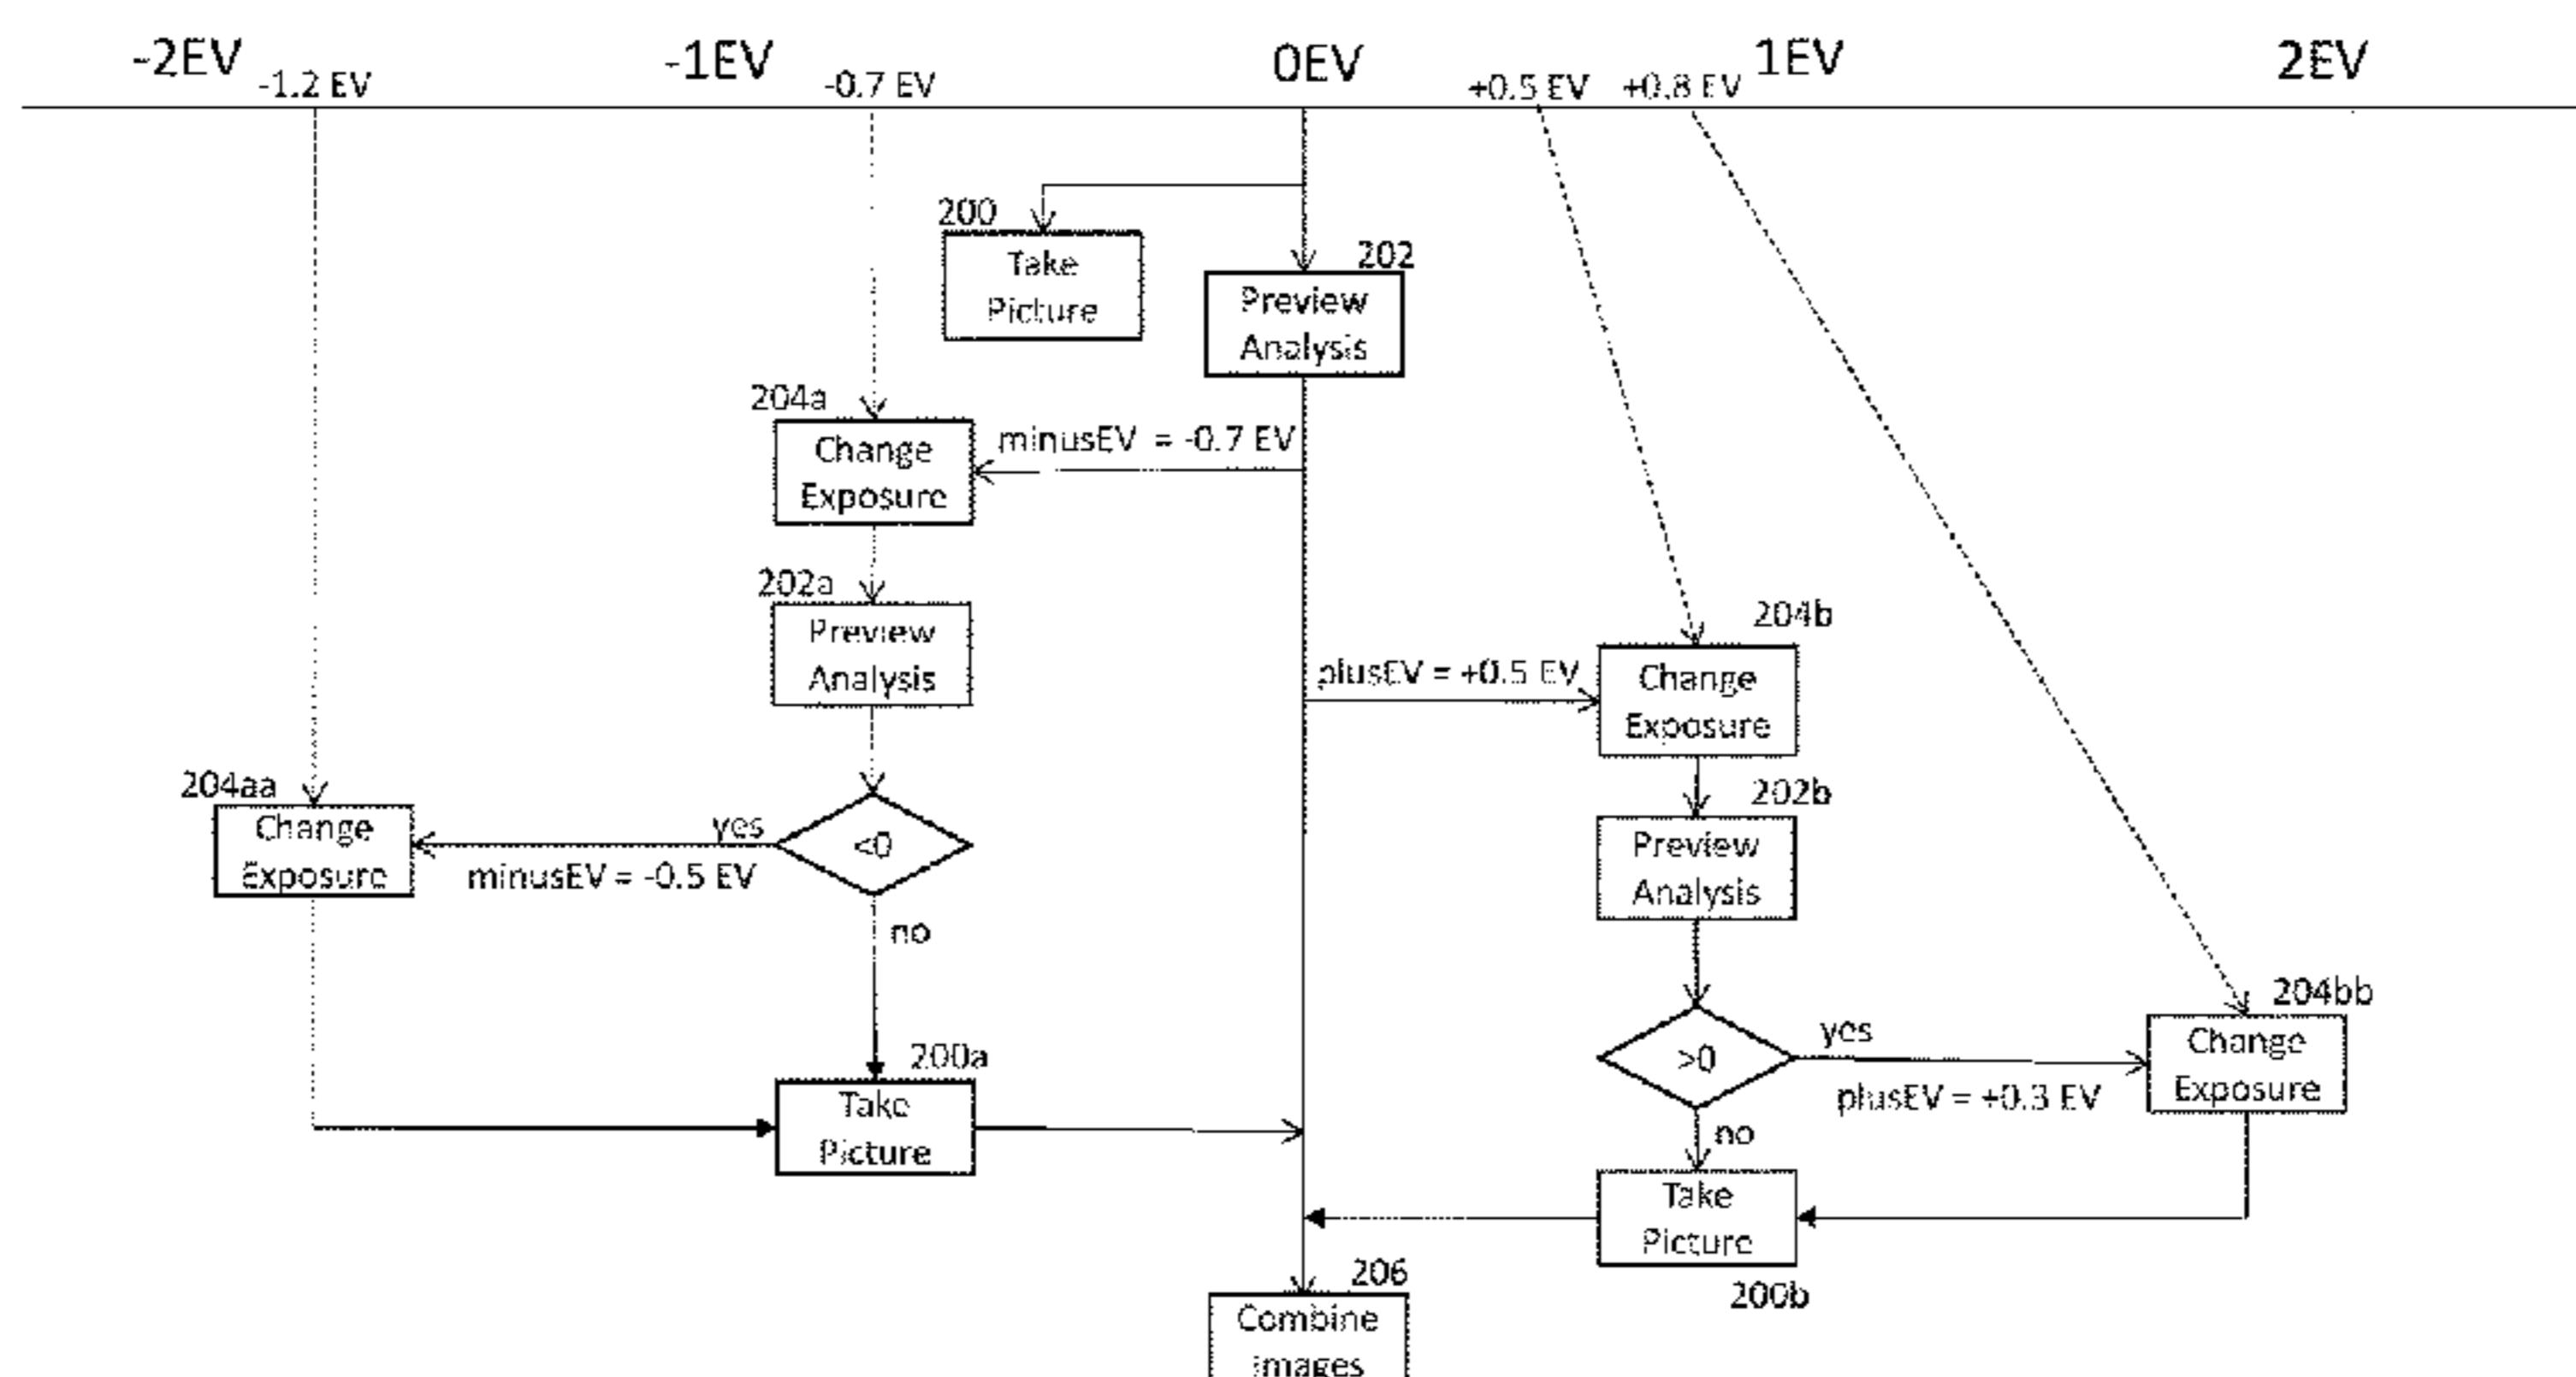 -2EV
-1EV
0EV
1EV
2EV
-1.2 EV
-0.7 EV
+0.5 EV
+0.8 EV
200
Take
Picture
202
Preview
Analysis
204a
Change
Exposure
minusEV = -0.7 EV
202a
Preview
Analysis
204b
Change
Exposure
plusEV = +0.5 EV
204aa
Change
Exposure
yes
minusEV = -0.5 EV
<0
no
202b
Preview
Analysis
>0
yes
plusEV = +0.3 EV
204bb
Change
Exposure
200a
Take
Picture
no
Take
Picture
200b
206
Combine
images